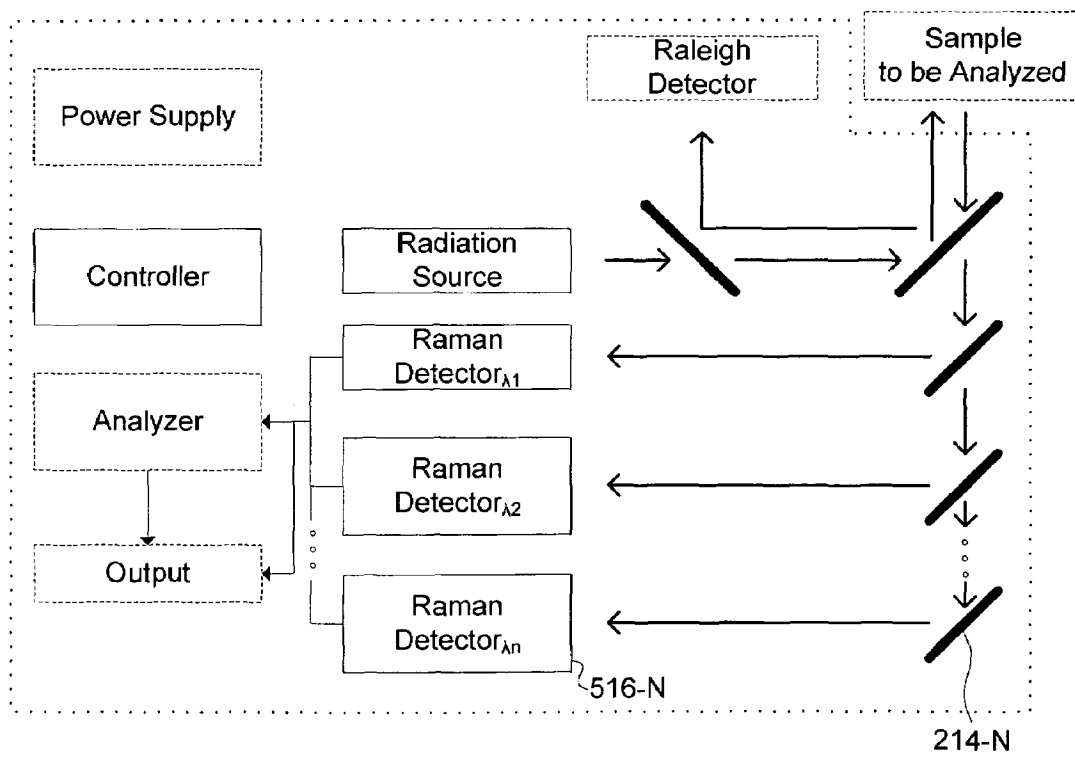 Raleigh
Detector
Sample
to be Analyzed
Power Supply
Controller
Radiation
Source
Raman
Detectorλ1
Analyzer
Raman
Detectorλ2
Output
Raman
Detectorλn
516-N
214-N